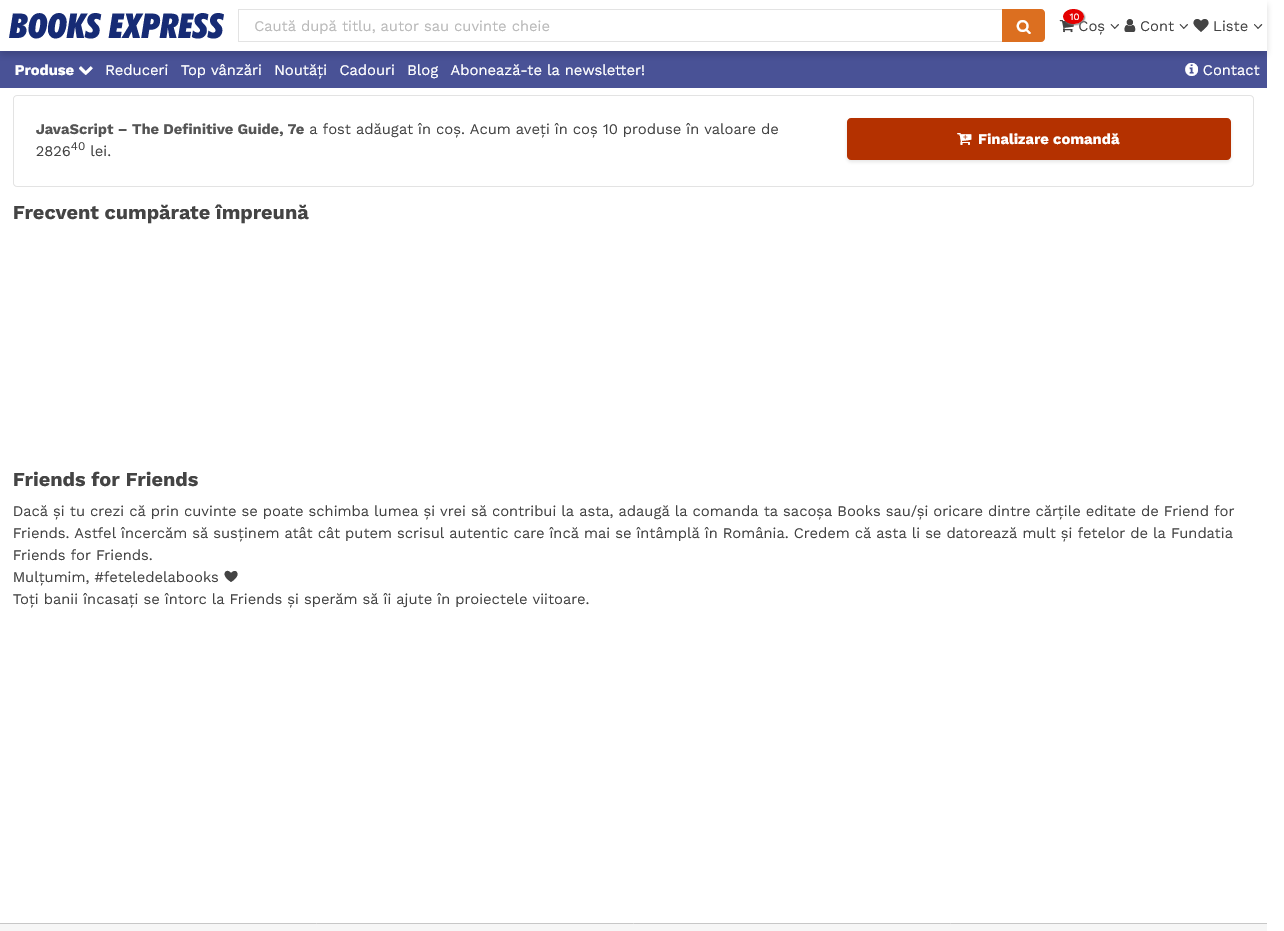 BOOKS EXPRESS
Caută după titlu, autor sau cuvinte cheie
10
Coș
Cont
Liste
Produse Reduceri Top vânzări Noutăți Cadouri Blog Abonează-te la newsletter! Contact
JavaScript – The Definitive Guide, 7e a fost adăugat în coș. Acum aveți în coș 10 produse în valoare de
2826⁴⁰ lei.
Finalizare comandă
Frecvent cumpărate împreună
Friends for Friends
Dacă și tu crezi că prin cuvinte se poate schimba lumea și vrei să contribui la asta, adaugă la comanda ta sacoșa Books sau/și oricare dintre cărțile editate de Friend for
Friends. Astfel încercăm să susținem atât cât putem scrisul autentic care încă mai se întâmplă în România. Credem că asta li se datorează mult și fetelor de la Fundatia
Friends for Friends.
Mulțumim, #feteledelabooks
Toți banii încasați se întorc la Friends și sperăm să îi ajute în proiectele viitoare.